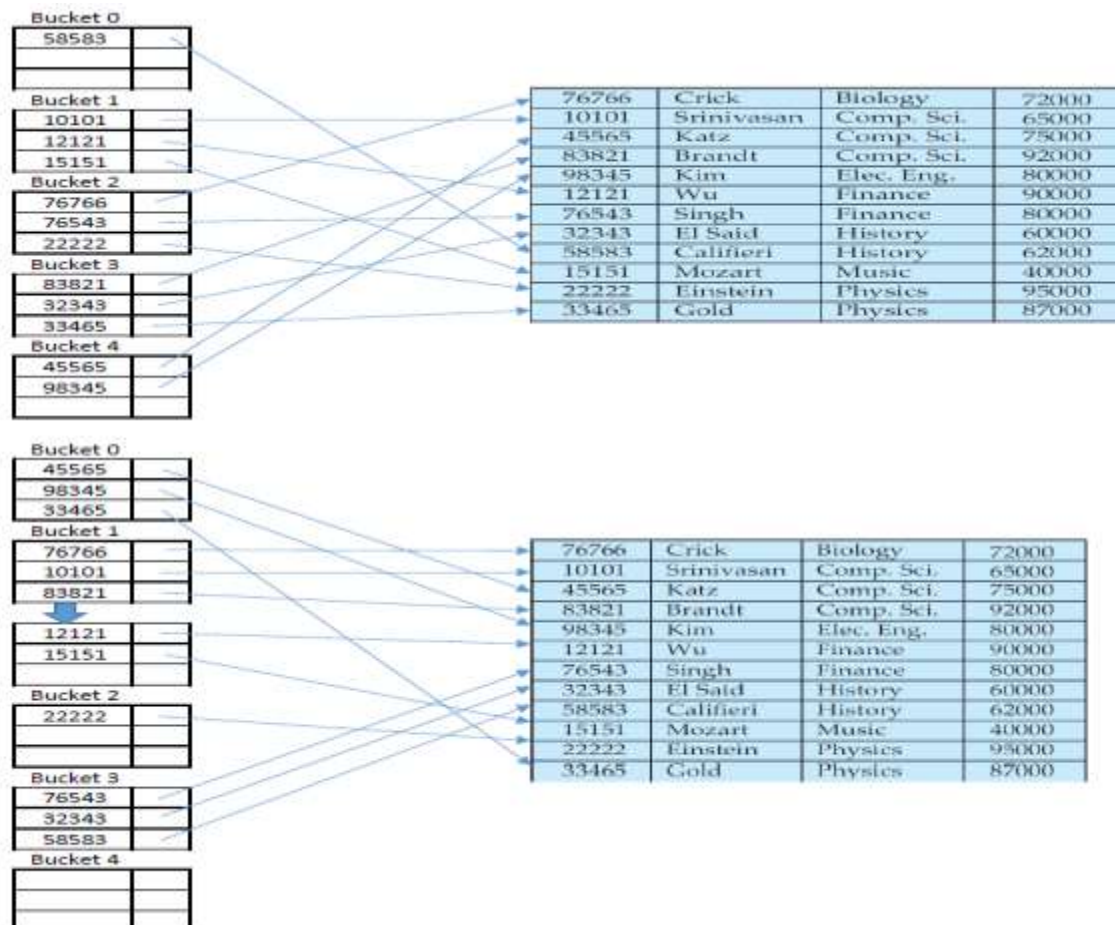 Bucket 0
58583
Bucket 1
10101
12121
15151
Bucket 2
76766
76543
22222
Bucket 3
83821
32343
33465
Bucket 4
45565
98345
76766 Crick Biology 72000
10101 Srinivasan Comp. Sci. 65000
45565 Katz Comp. Sci. 75000
83821 Brandt Comp. Sci. 92000
98345 Kim Elec. Eng. 80000
12121 Wu Finance 90000
76543 Singh Finance 80000
32343 El Said History 60000
58583 Califieri History 62000
15151 Mozart Music 40000
22222 Einstein Physics 95000
33465 Gold Physics 87000
Bucket 0
45565
98345
33465
Bucket 1
76766
10101
83821
12121
15151
Bucket 2
22222
Bucket 3
76543
32343
58583
Bucket 4
76766 Crick Biology 72000
10101 Srinivasan Comp. Sci. 65000
45565 Katz Comp. Sci. 75000
83821 Brandt Comp. Sci. 92000
98345 Kim Elec. Eng. 80000
12121 Wu Finance 90000
76543 Singh Finance 80000
32343 El Said History 60000
58583 Califieri History 62000
15151 Mozart Music 40000
22222 Einstein Physics 95000
33465 Gold Physics 87000